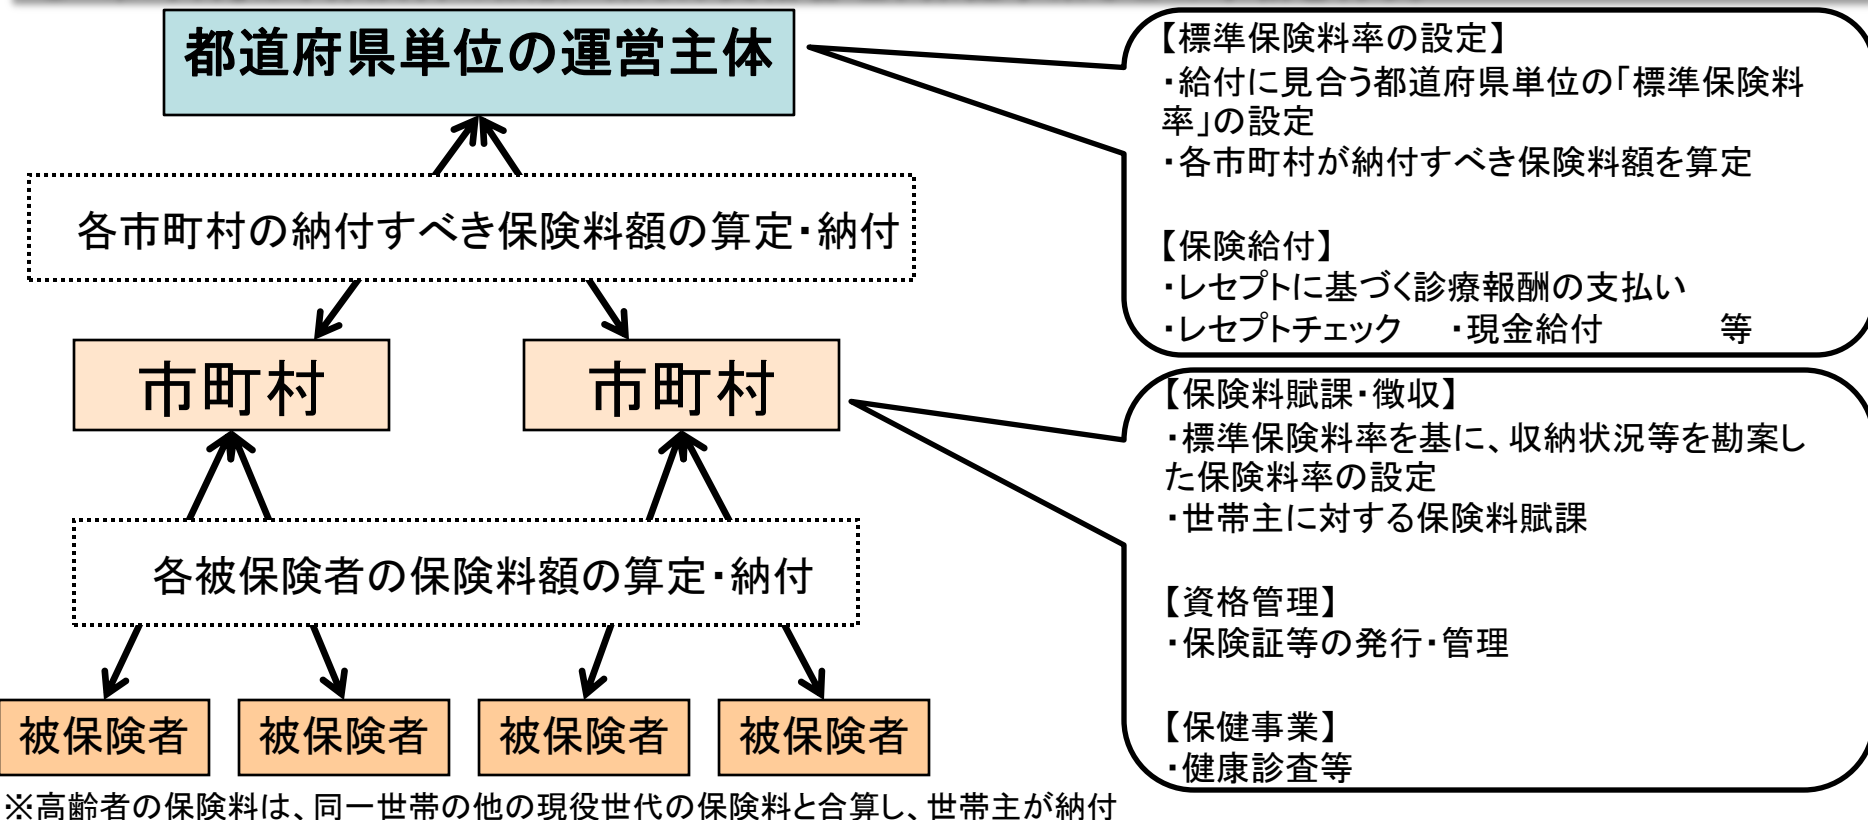 都道府県単位の運営主体
各市町村の納付すべき保険料額の算定・納付
市町村
市町村
各被保険者の保険料額の算定・納付
被保険者
被保険者
被保険者
被保険者
※高齢者の保険料は、同一世帯の他の現役世代の保険料と合算し、世帯主が納付
【標準保険料率の設定】
・給付に見合う都道府県単位の「標準保険料
率」の設定
・各市町村が納付すべき保険料額を算定
【保険給付】
・レセプトに基づく診療報酬の支払い
・レセプトチェック　・現金給付　　　等
【保険料賦課・徴収】
・標準保険料率を基に、収納状況等を勘案し
た保険料率の設定
・世帯主に対する保険料賦課
【資格管理】
・保険証等の発行・管理
【保健事業】
・健康診査等